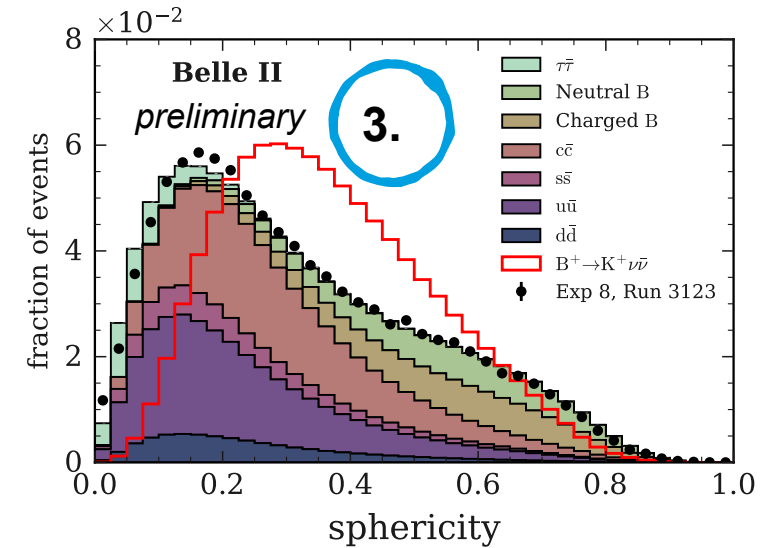 ×10⁻²
8
6
4
2
0
0.0 0.2 0.4 0.6 0.8 1.0
fraction of events
sphericity
Belle II
preliminary
3.
ττ̄
Neutral B
Charged B
cc̄
ss̄
uū
dd̄
B⁺→K⁺νν̄
Exp 8, Run 3123